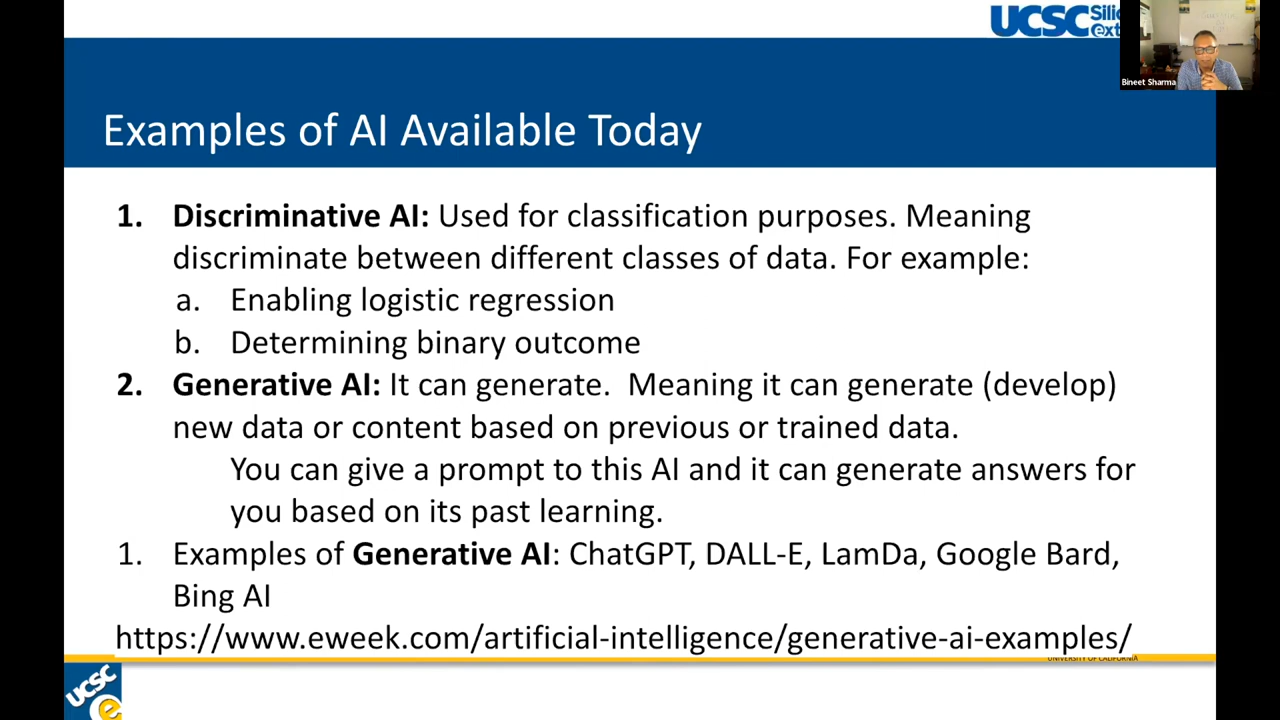 UCSC Sili
ext
Bineet Sharma
Examples of AI Available Today
1. Discriminative AI: Used for classification purposes. Meaning
discriminate between different classes of data. For example:
a. Enabling logistic regression
b. Determining binary outcome
2. Generative AI: It can generate.  Meaning it can generate (develop)
new data or content based on previous or trained data.
You can give a prompt to this AI and it can generate answers for
you based on its past learning.
1. Examples of Generative AI: ChatGPT, DALL-E, LamDa, Google Bard,
Bing AI
https://www.eweek.com/artificial-intelligence/generative-ai-examples/
UNIVERSITY OF CALIFORNIA
UCSC
e